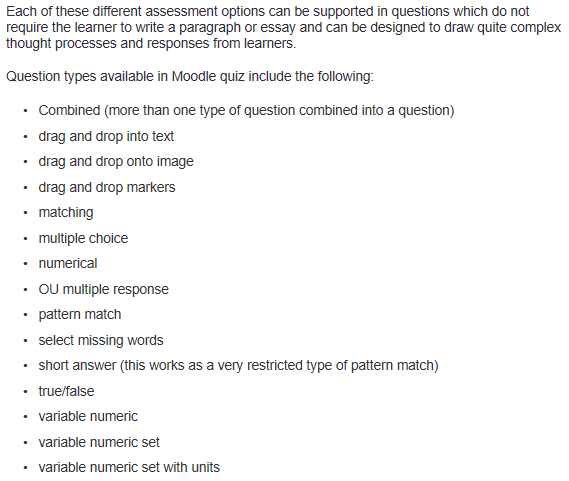 Each of these different assessment options can be supported in questions which do not
require the learner to write a paragraph or essay and can be designed to draw quite complex
thought processes and responses from learners.
Question types available in Moodle quiz include the following:
• Combined (more than one type of question combined into a question)
• drag and drop into text
• drag and drop onto image
• drag and drop markers
• matching
• multiple choice
• numerical
• OU multiple response
• pattern match
• select missing words
• short answer (this works as a very restricted type of pattern match)
• true/false
• variable numeric
• variable numeric set
• variable numeric set with units